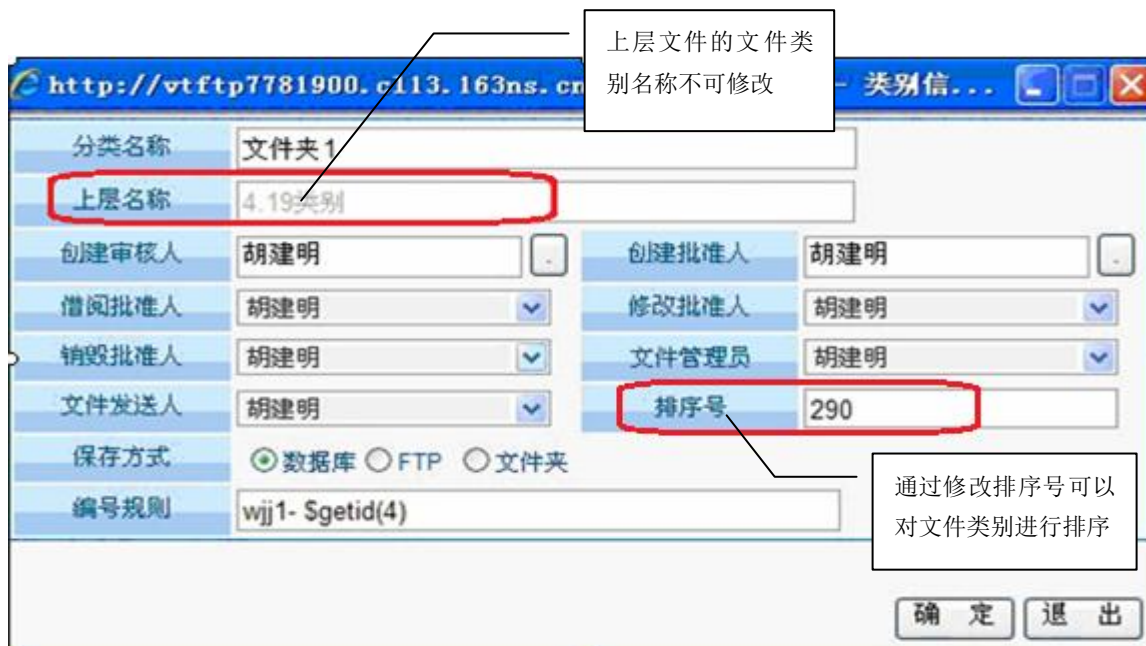 上层文件的文件类
别名称不可修改
http://vtftp7781900.c113.163ns.cn - 类别信...
分类名称 文件夹1
上层名称 4.19类别
创建审核人 胡建明 . 创建批准人 胡建明 .
借阅批准人 胡建明 修改批准人 胡建明
销毁批准人 胡建明 文件管理员 胡建明
文件发送人 胡建明 排序号 290
保存方式 数据库 FTP 文件夹
编号规则 wjj1- $getid(4)
通过修改排序号可以
对文件类别进行排序
确 定 退 出